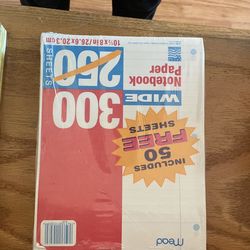 10½ x 8 in / 26.6 x 20.3 cm
Notebook
Paper
WIDE
250
SHEETS
300
INCLUDES
50
FREE
SHEETS
Mead